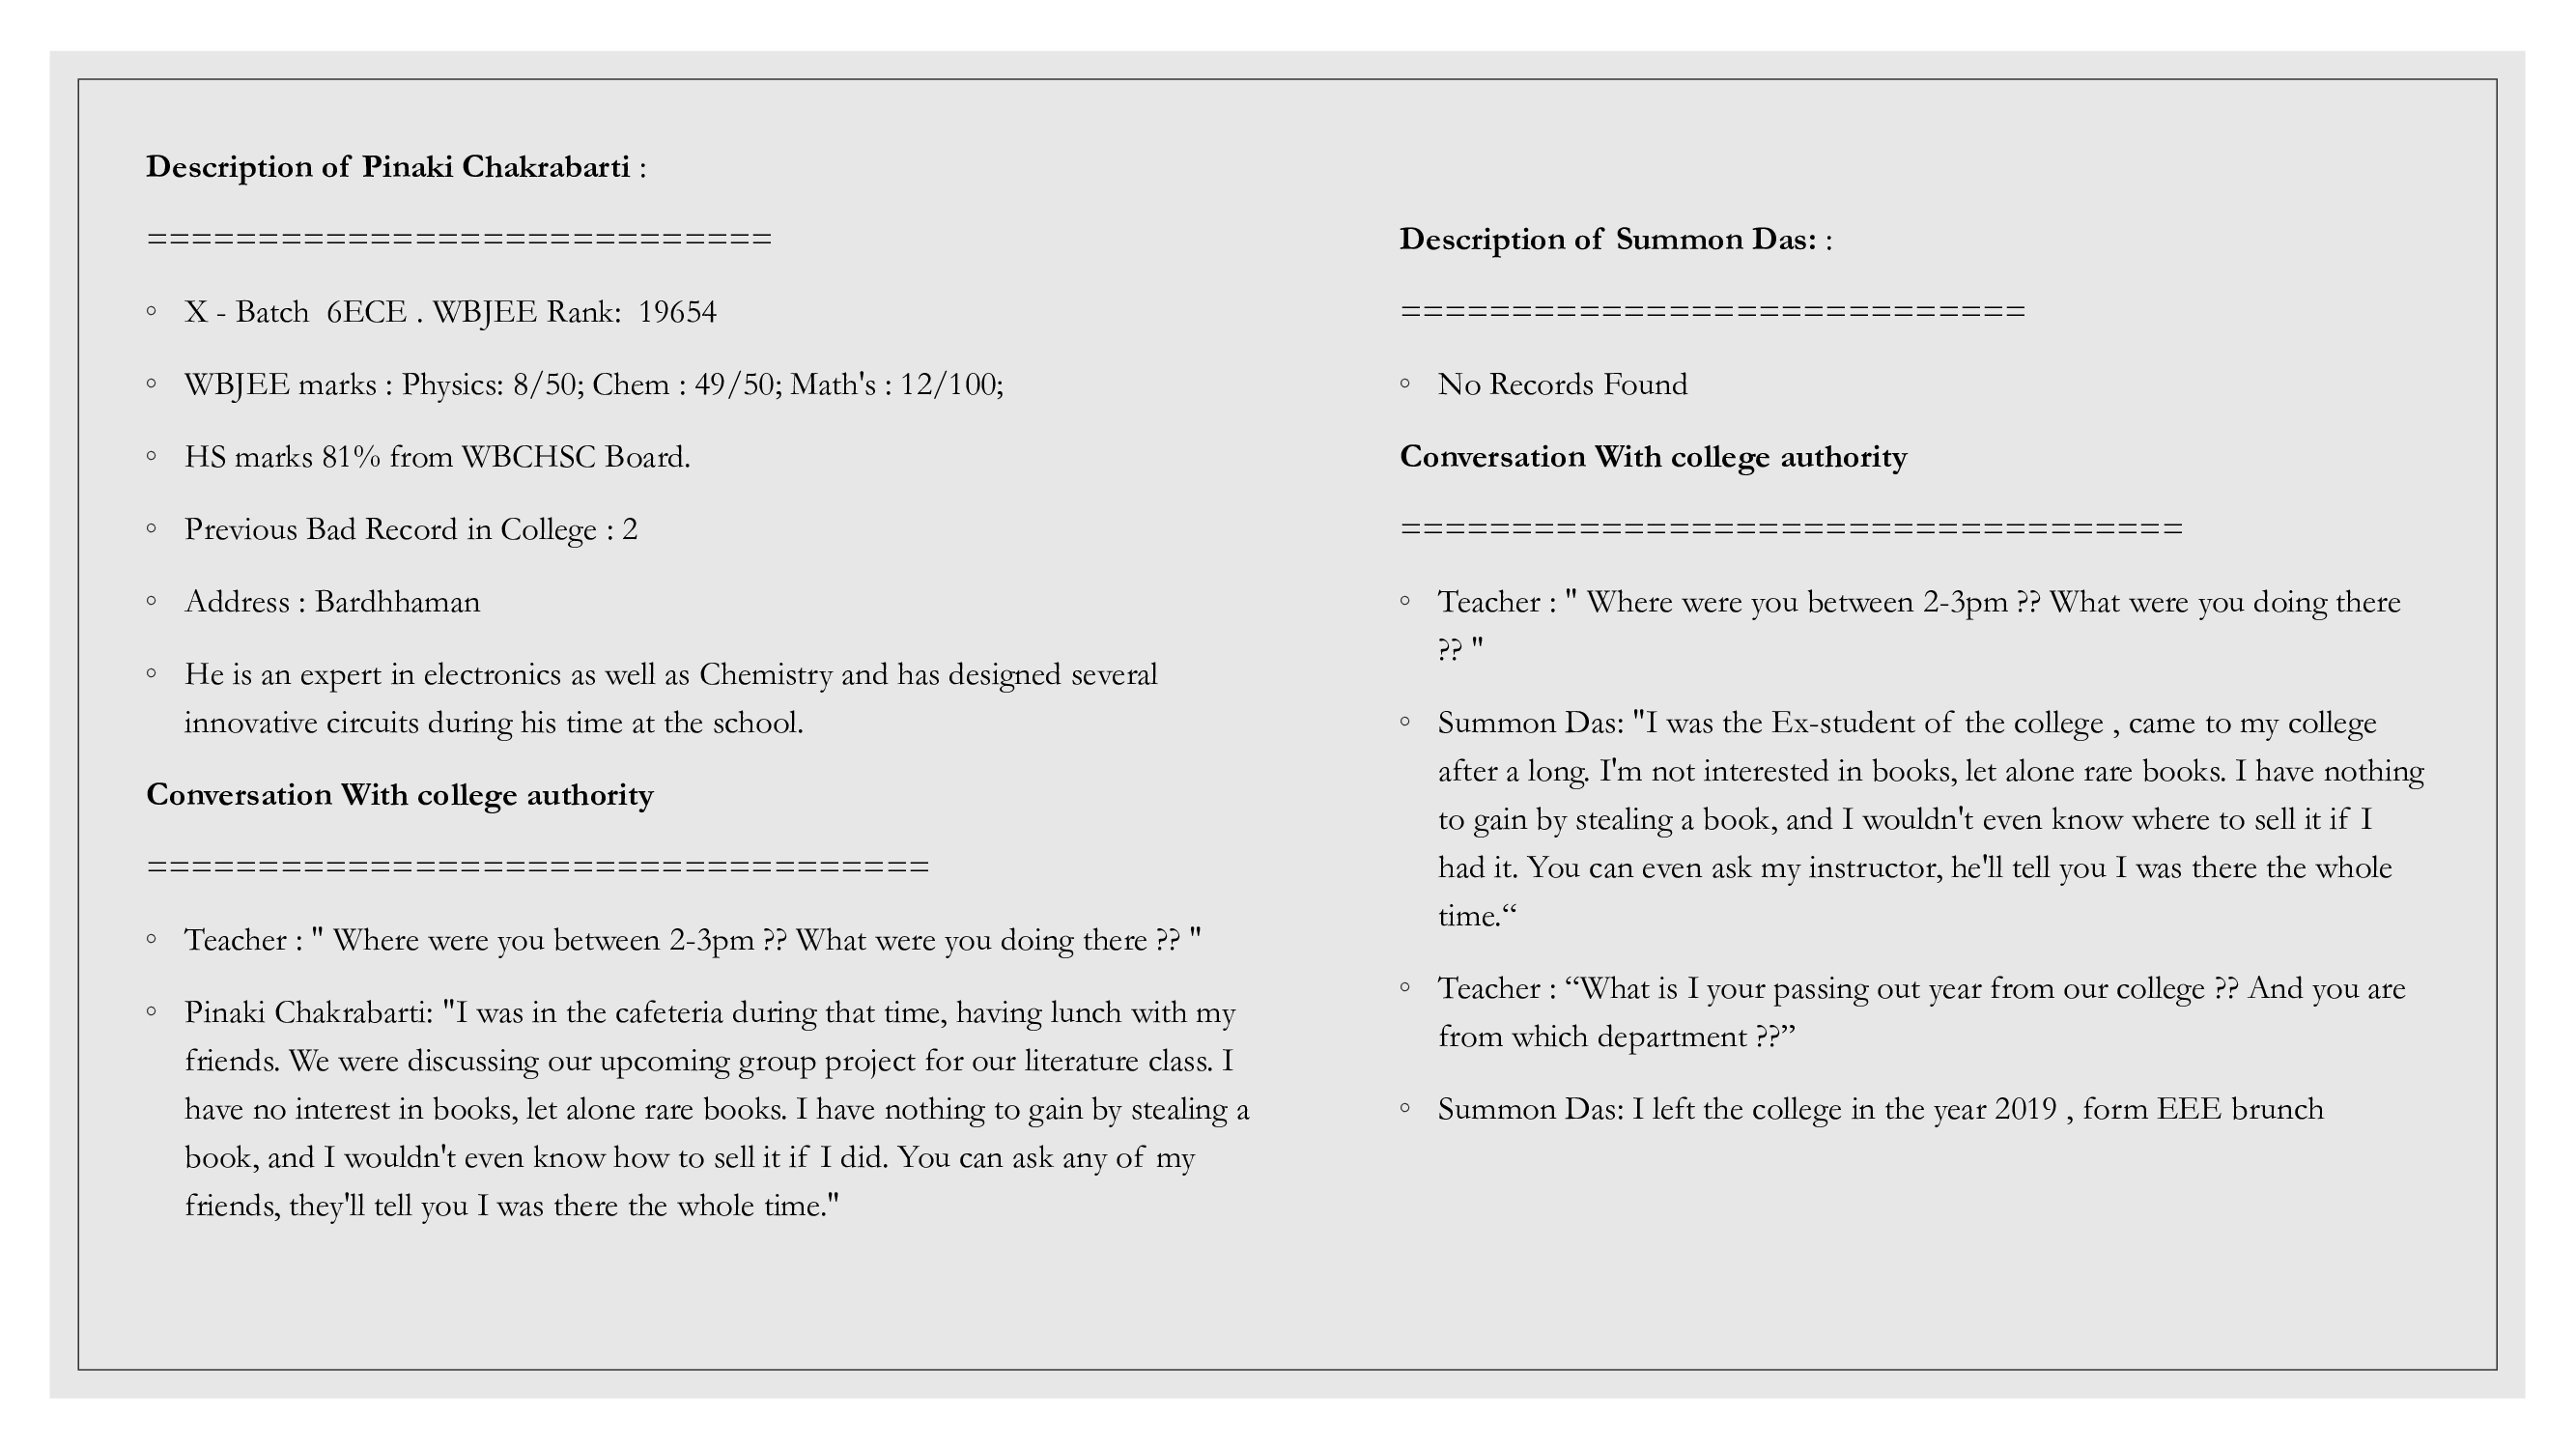 Description of Pinaki Chakrabarti :
============================
◦ X - Batch  6ECE . WBJEE Rank:  19654
◦ WBJEE marks : Physics: 8/50; Chem : 49/50; Math's : 12/100;
◦ HS marks 81% from WBCHSC Board.
◦ Previous Bad Record in College : 2
◦ Address : Bardhhaman
◦ He is an expert in electronics as well as Chemistry and has designed several
innovative circuits during his time at the school.
Conversation With college authority
===================================
◦ Teacher : " Where were you between 2-3pm ?? What were you doing there ?? "
◦ Pinaki Chakrabarti: "I was in the cafeteria during that time, having lunch with my
friends. We were discussing our upcoming group project for our literature class. I
have no interest in books, let alone rare books. I have nothing to gain by stealing a
book, and I wouldn't even know how to sell it if I did. You can ask any of my
friends, they'll tell you I was there the whole time."
Description of Summon Das: :
============================
◦ No Records Found
Conversation With college authority
===================================
◦ Teacher : " Where were you between 2-3pm ?? What were you doing there
?? "
◦ Summon Das: "I was the Ex-student of the college , came to my college
after a long. I'm not interested in books, let alone rare books. I have nothing
to gain by stealing a book, and I wouldn't even know where to sell it if I
had it. You can even ask my instructor, he'll tell you I was there the whole
time.“
◦ Teacher : “What is I your passing out year from our college ?? And you are
from which department ??”
◦ Summon Das: I left the college in the year 2019 , form EEE brunch